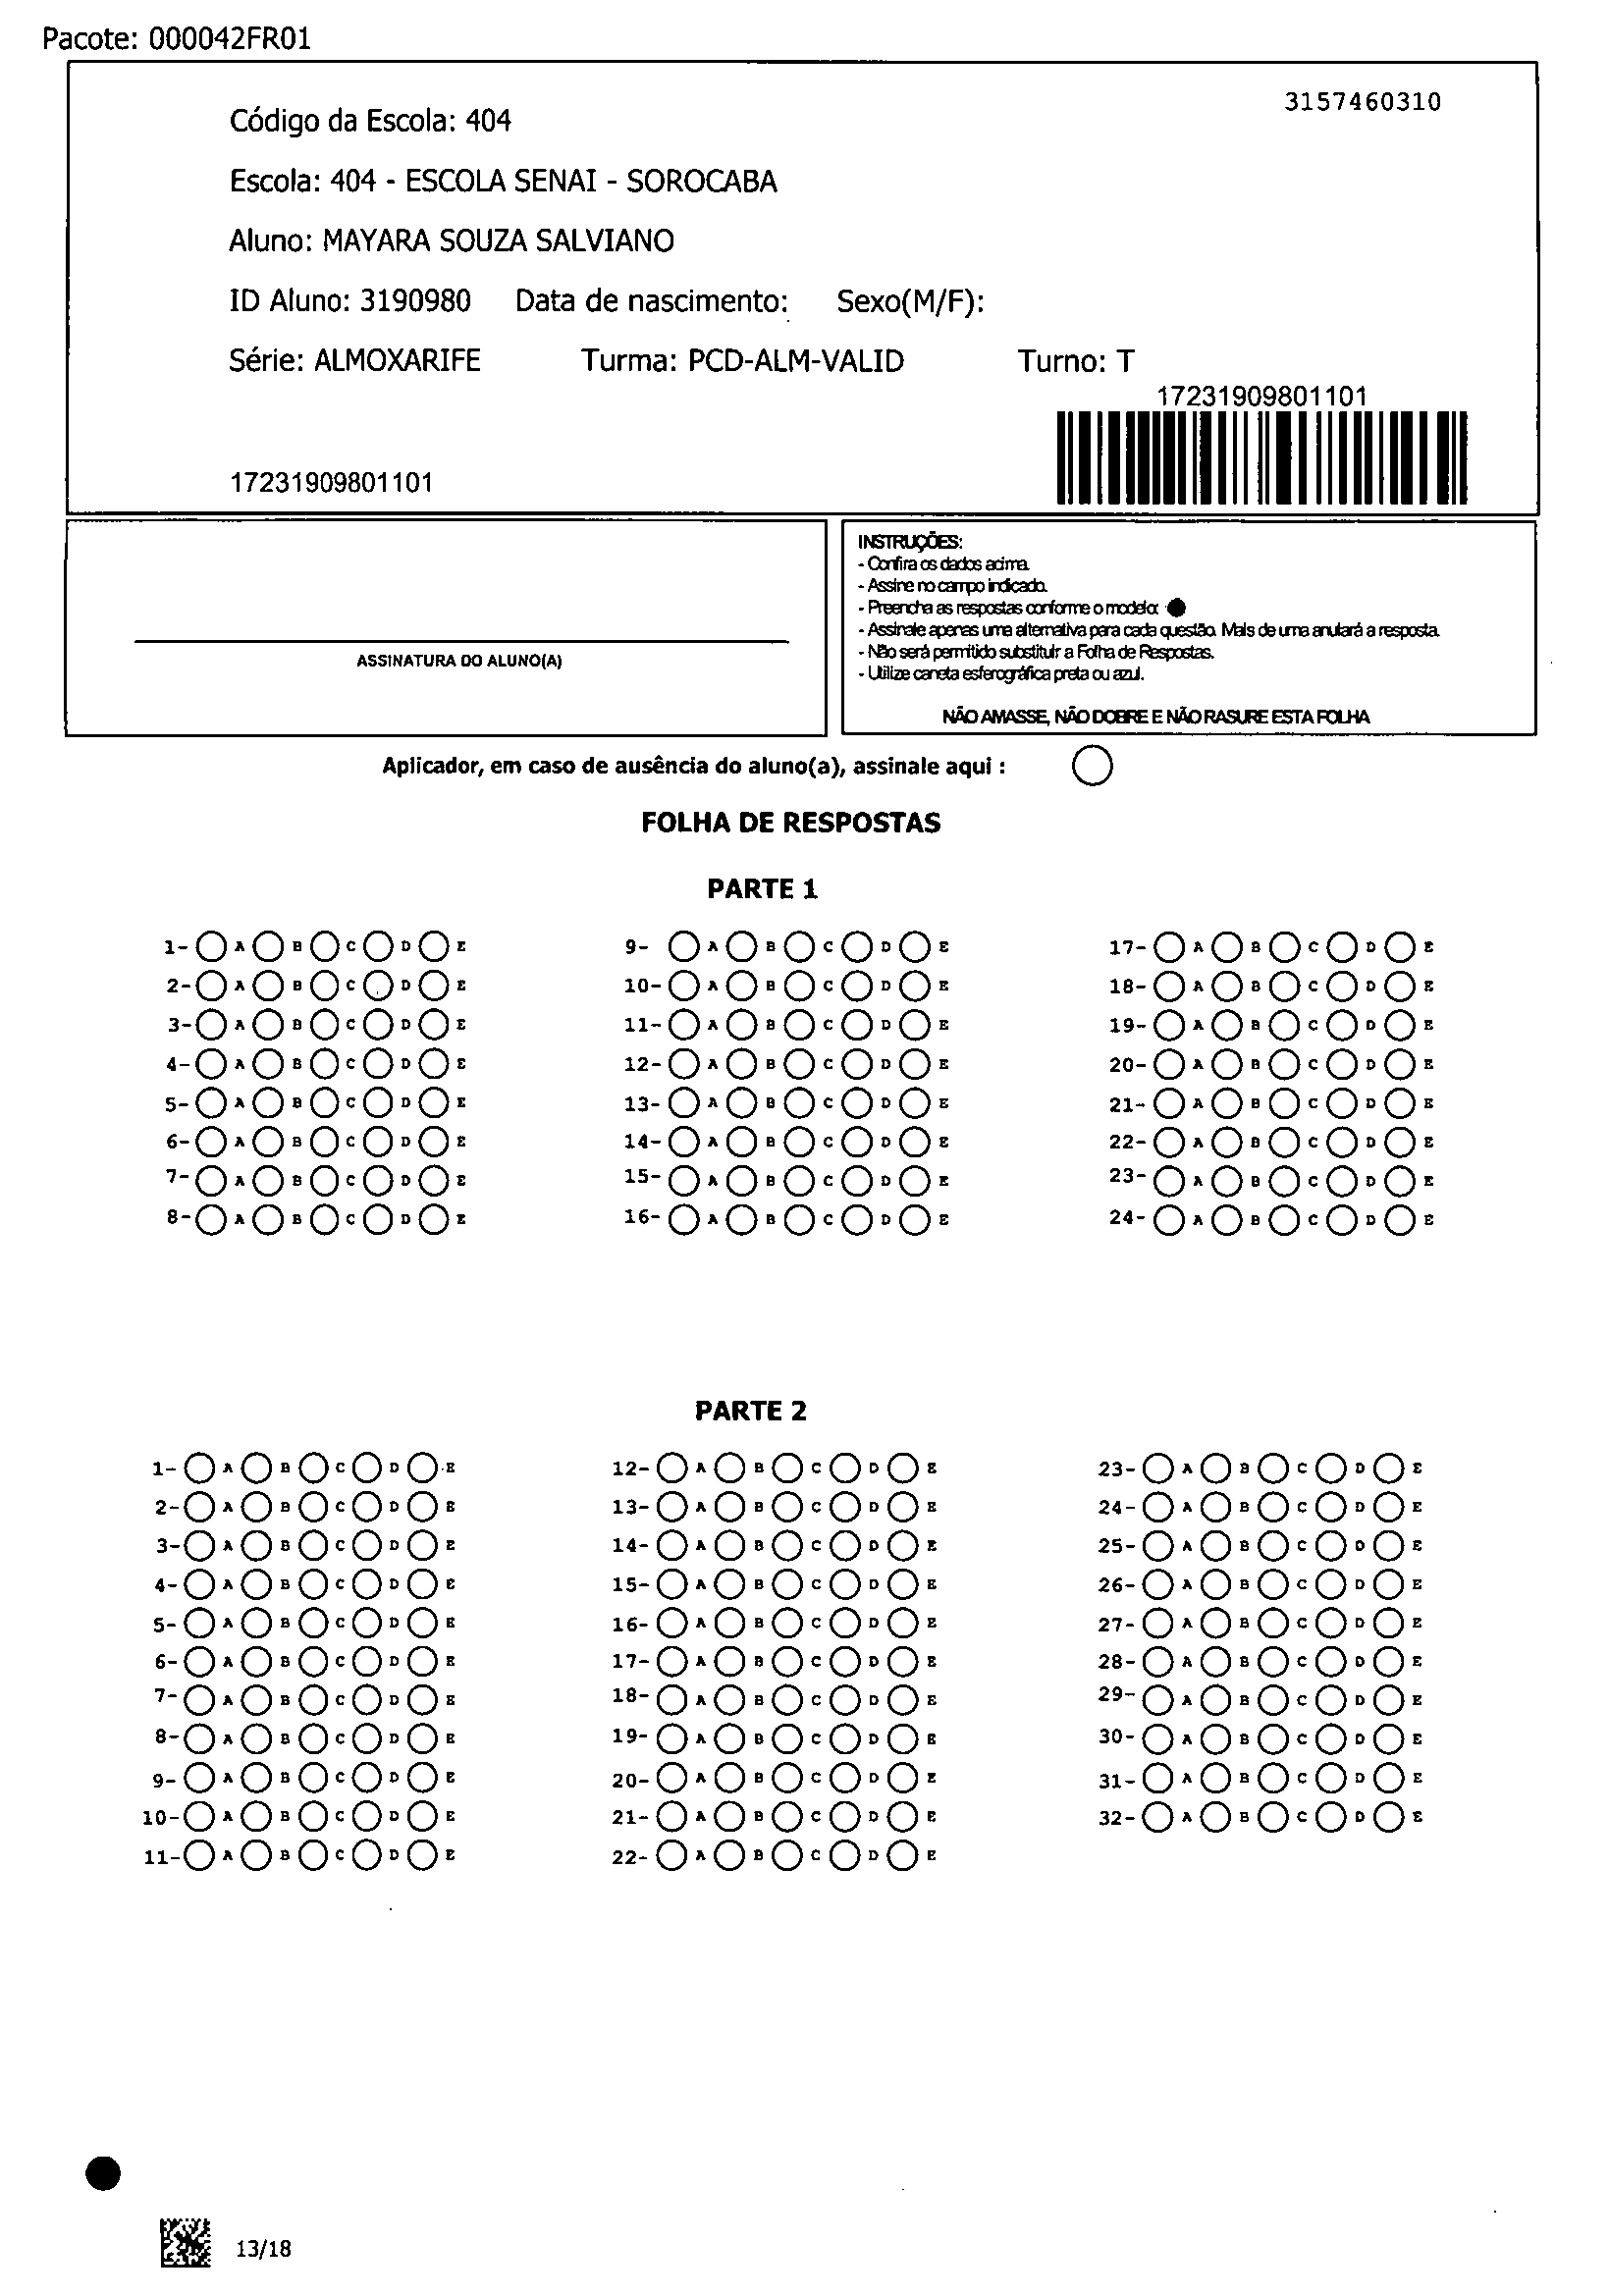 Pacote: 000042FR01
3157460310
Código da Escola: 404
Escola: 404 - ESCOLA SENAI - SOROCABA
Aluno: MAYARA SOUZA SALVIANO
ID Aluno: 3190980 Data de nascimento: Sexo(M/F):
Série: ALMOXARIFE Turma: PCD-ALM-VALID Turno: T
17231909801101
17231909801101
ASSINATURA DO ALUNO(A)
INSTRUÇÕES:
- Confira os dados acima.
- Assine no campo indicado.
- Preencha as respostas conforme o modelo:
- Assinale apenas uma alternativa para cada questão. Mais de uma anulará a resposta.
- Não será permitido substituir a Folha de Respostas.
- Utilize caneta esferográfica preta ou azul.
NÃO AMASSE, NÃO DOBRE E NÃO RASURE ESTA FOLHA
Aplicador, em caso de ausência do aluno(a), assinale aqui :
FOLHA DE RESPOSTAS
PARTE 1
1- A B C D E 9- A B C D E 17- A B C D E
2- A B C D E 10- A B C D E 18- A B C D E
3- A B C D E 11- A B C D E 19- A B C D E
4- A B C D E 12- A B C D E 20- A B C D E
5- A B C D E 13- A B C D E 21- A B C D E
6- A B C D E 14- A B C D E 22- A B C D E
7- A B C D E 15- A B C D E 23- A B C D E
8- A B C D E 16- A B C D E 24- A B C D E
PARTE 2
1- A B C D E 12- A B C D E 23- A B C D E
2- A B C D E 13- A B C D E 24- A B C D E
3- A B C D E 14- A B C D E 25- A B C D E
4- A B C D E 15- A B C D E 26- A B C D E
5- A B C D E 16- A B C D E 27- A B C D E
6- A B C D E 17- A B C D E 28- A B C D E
7- A B C D E 18- A B C D E 29- A B C D E
8- A B C D E 19- A B C D E 30- A B C D E
9- A B C D E 20- A B C D E 31- A B C D E
10- A B C D E 21- A B C D E 32- A B C D E
11- A B C D E 22- A B C D E
13/18